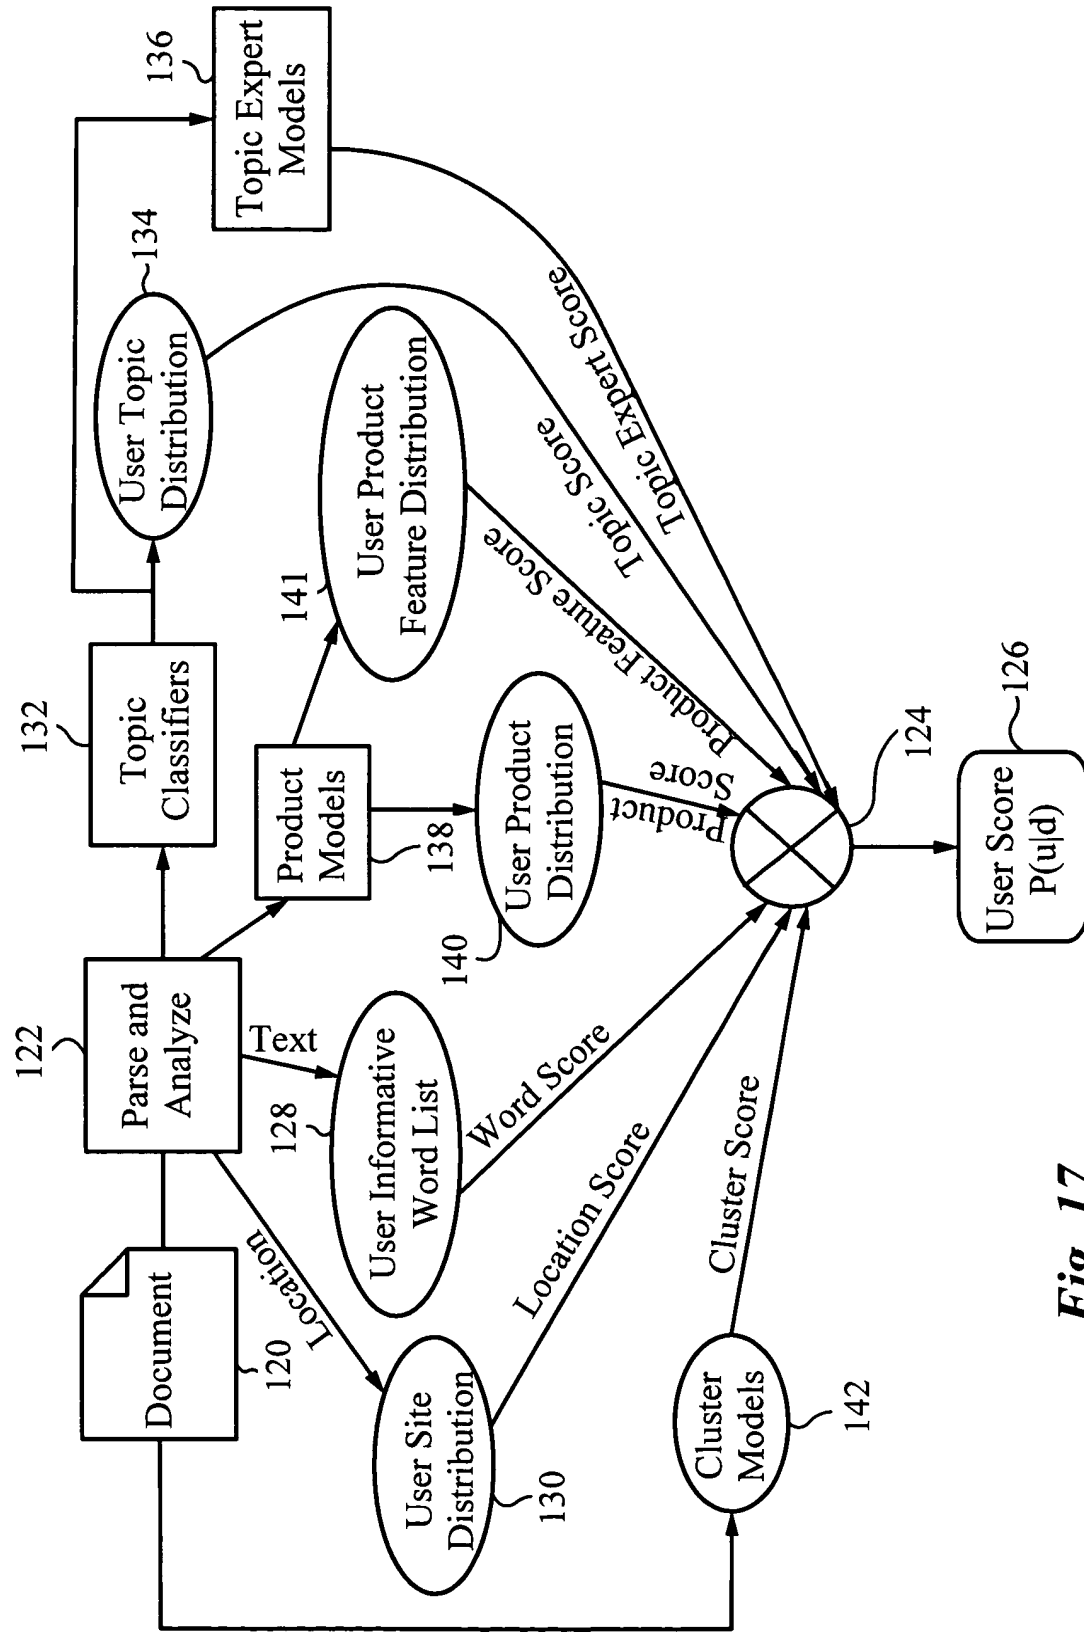 120
Document
122
Parse and
Analyze
132
Topic
Classifiers
User Topic
Distribution
134
136
Topic Expert
Models
Location
Text
128
User Informative
Word List
Product
Models
138
141
User Product
Feature Distribution
User Site
Distribution
130
140
User Product
Distribution
Cluster
Models
142
Cluster Score
Location Score
Word Score
Product
Score
Product Feature Score
Topic Score
Topic Expert Score
124
126
User Score
P(u|d)
Fig. 17